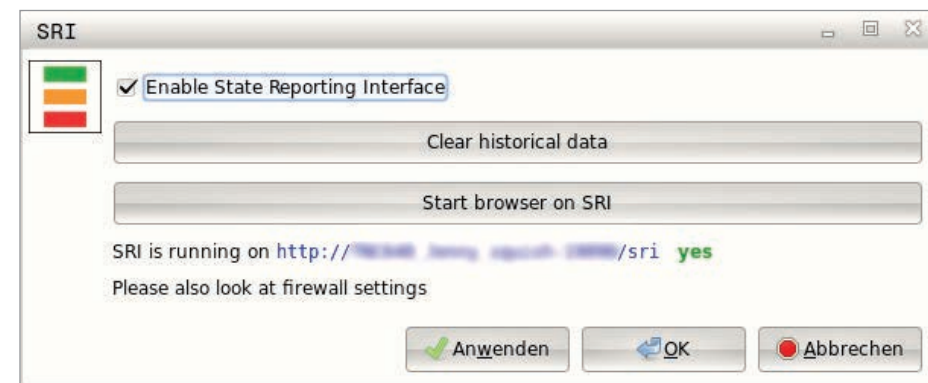 SRI
Enable State Reporting Interface
Clear historical data
Start browser on SRI
SRI is running on http:// /sri yes
Please also look at firewall settings
Anwenden
OK
Abbrechen